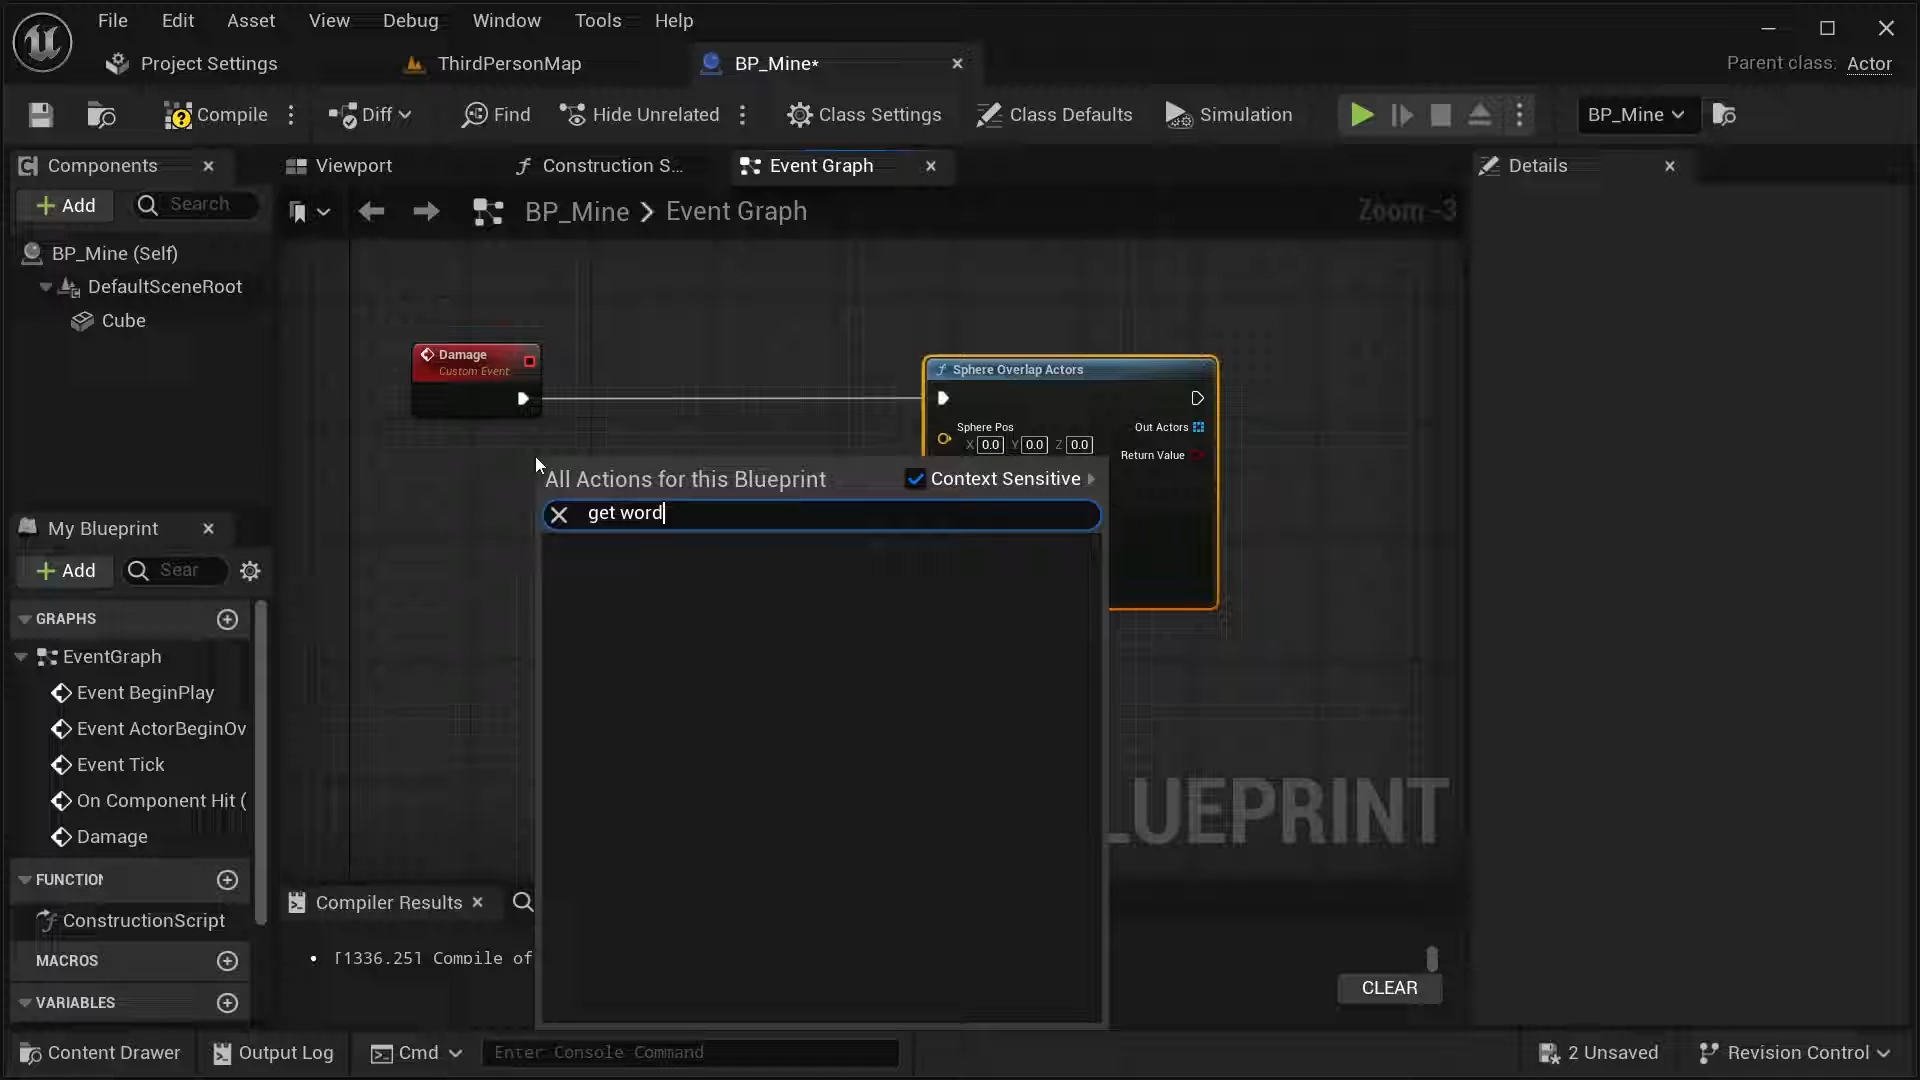 File Edit Asset View Debug Window Tools Help
Project Settings ThirdPersonMap BP_Mine* Parent class: Actor
Compile Diff Find Hide Unrelated Class Settings Class Defaults Simulation BP_Mine
Components Viewport Construction S... Event Graph Details
Add Search BP_Mine > Event Graph Zoom -3
BP_Mine (Self)
DefaultSceneRoot
Cube
Damage
Custom Event
Sphere Overlap Actors
Sphere Pos Out Actors
X 0.0 Y 0.0 Z 0.0
Return Value
All Actions for this Blueprint Context Sensitive
get word
My Blueprint
Add Sear
GRAPHS
EventGraph
Event BeginPlay
Event ActorBeginOv
Event Tick
On Component Hit (
Damage
LUEPRINT
FUNCTION
Compiler Results
ConstructionScript
[1336.25] Compile of
MACROS
CLEAR
VARIABLES
Content Drawer Output Log Cmd Enter Console Command 2 Unsaved Revision Control